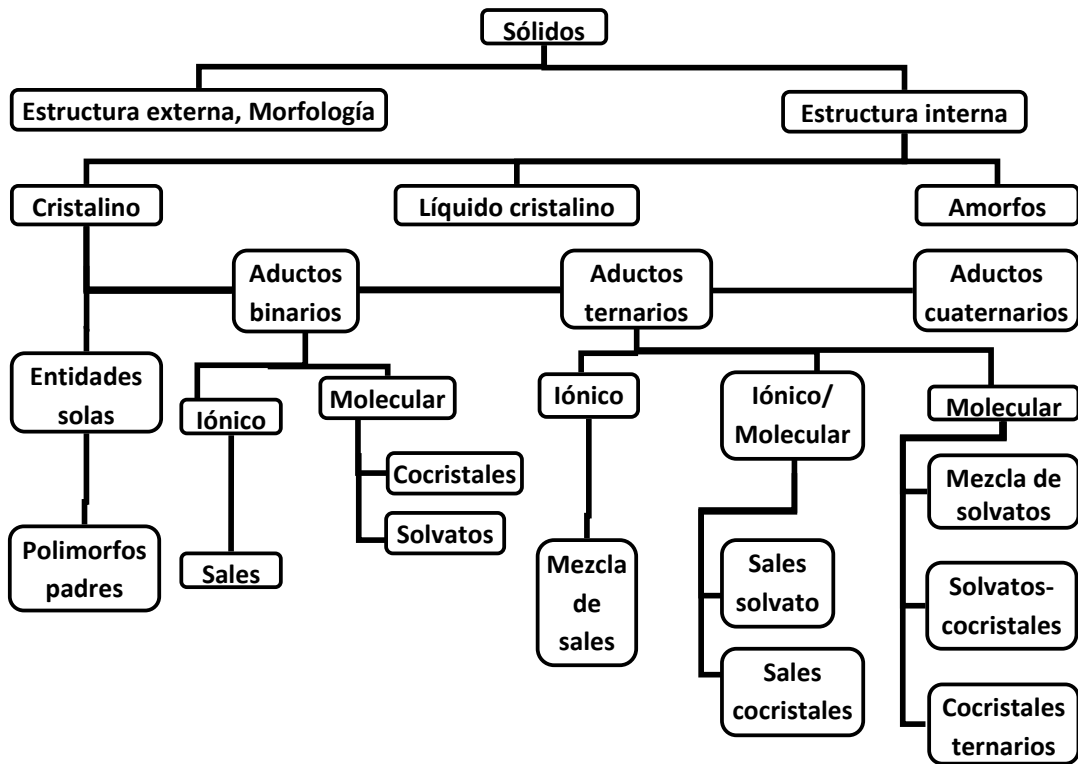 Sólidos
Estructura externa, Morfología
Estructura interna
Cristalino
Líquido cristalino
Amorfos
Aductos
binarios
Aductos
ternarios
Aductos
cuaternarios
Entidades
solas
Iónico
Molecular
Iónico
Iónico/
Molecular
Molecular
Cocristales
Solvatos
Mezcla de
solvatos
Polimorfos
padres
Sales
Mezcla
de
sales
Sales
solvato
Solvatos-
cocristales
Sales
cocristales
Cocristales
ternarios